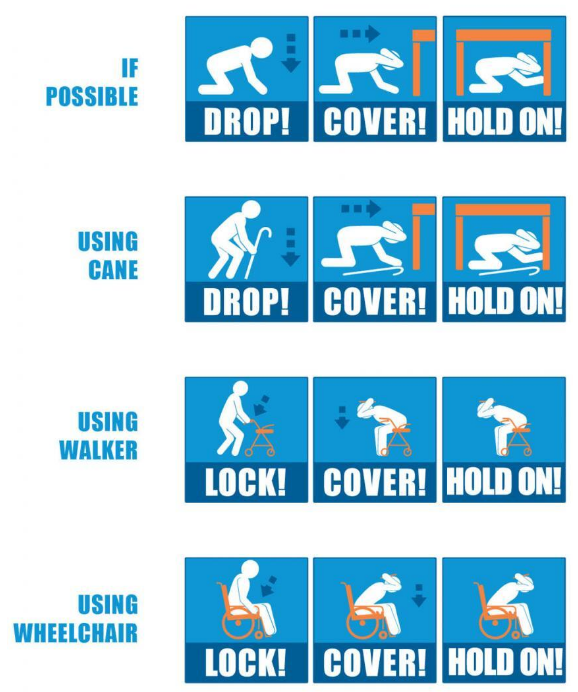 IF
POSSIBLE
DROP!
COVER!
HOLD ON!
USING
CANE
DROP!
COVER!
HOLD ON!
USING
WALKER
LOCK!
COVER!
HOLD ON!
USING
WHEELCHAIR
LOCK!
COVER!
HOLD ON!